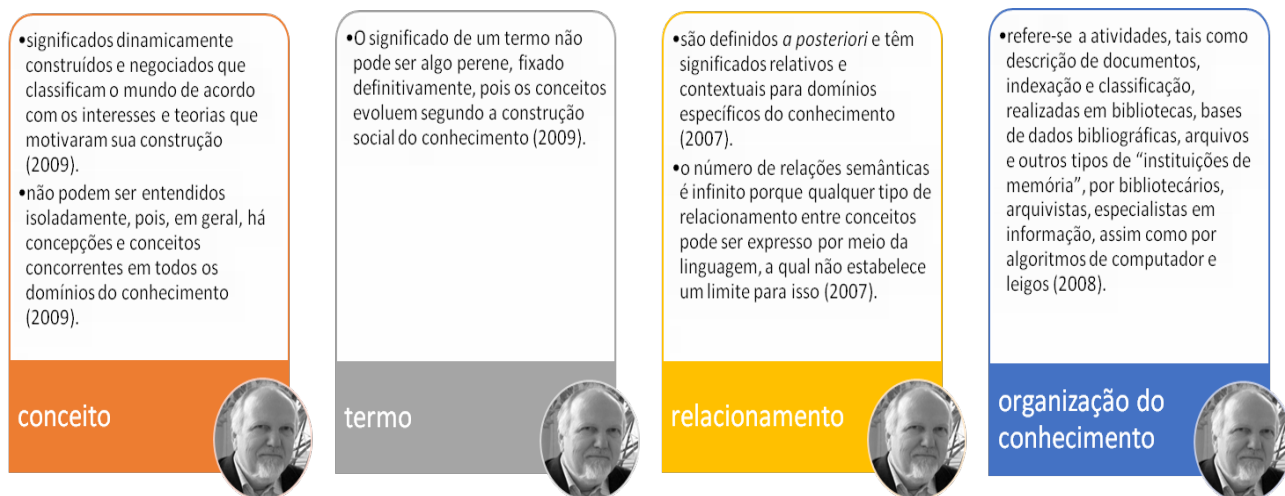 •significados dinamicamente
construídos e negociados que
classificam o mundo de acordo
com os interesses e teorias que
motivaram sua construção
(2009).
•não podem ser entendidos
isoladamente, pois, em geral, há
concepções e conceitos
concorrentes em todos os
domínios do conhecimento
(2009).
conceito
•O significado de um termo não
pode ser algo perene, fixado
definitivamente, pois os conceitos
evoluem segundo a construção
social do conhecimento (2009).
termo
•são definidos a posteriori e têm
significados relativos e
contextuais para domínios
específicos do conhecimento
(2007).
•o número de relações semânticas
é infinito porque qualquer tipo de
relacionamento entre conceitos
pode ser expresso por meio da
linguagem, a qual não estabelece
um limite para isso (2007).
relacionamento
•refere-se a atividades, tais como
descrição de documentos,
indexação e classificação,
realizadas em bibliotecas, bases
de dados bibliográficas, arquivos
e outros tipos de “instituições de
memória”, por bibliotecários,
arquivistas, especialistas em
informação, assim como por
algoritmos de computador e
leigos (2008).
organização do
conhecimento